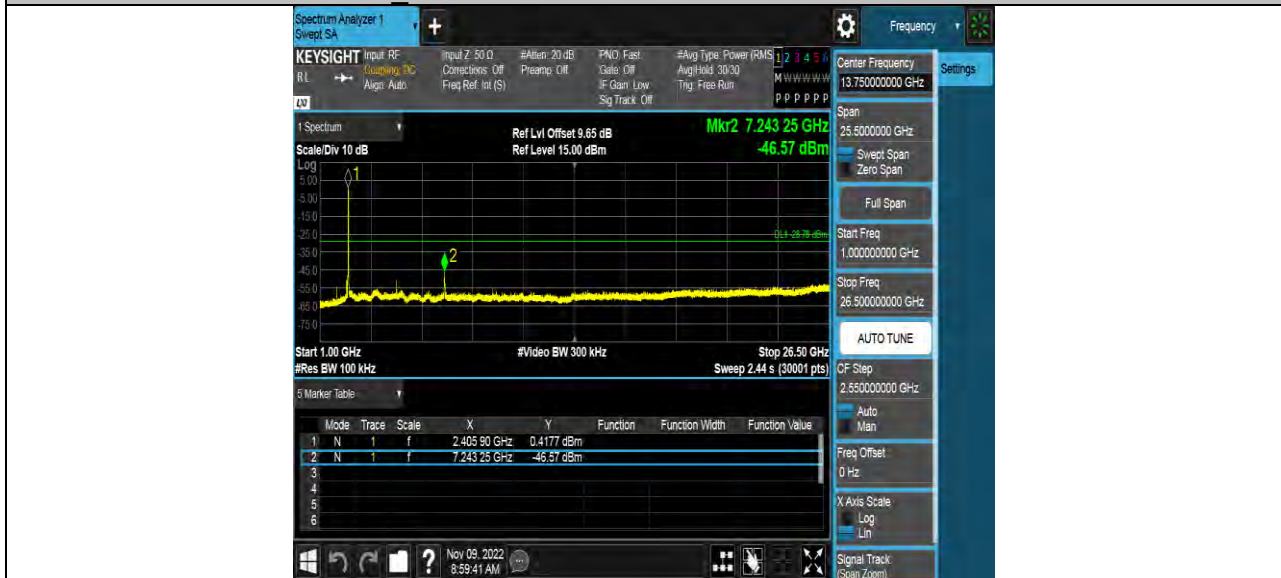 Spectrum Analyzer 1
Swept SA
+
Frequency
KEYSIGHT
Input: RF
Coupling: DC
Align: Auto
RL
LXI
Input Z: 50 Ω
Corrections: Off
Freq Ref: Int (S)
#Atten: 20 dB
Preamp: Off
PNO: Fast
Gate: Off
IF Gain: Low
Sig Track: Off
#Avg Type: Power (RMS
Avg|Hold: 30/30
Trig: Free Run
1 2 3 4 5 6
M W W W W W
P P P P P P
Center Frequency
13.750000000 GHz
Settings
Span
25.5000000 GHz
Swept Span
Zero Span
Full Span
Start Freq
1.000000000 GHz
Stop Freq
26.500000000 GHz
AUTO TUNE
CF Step
2.550000000 GHz
Auto
Man
Freq Offset
0 Hz
X Axis Scale
Log
Lin
Signal Track
(Span Zoom)
1 Spectrum
Scale/Div 10 dB
Ref Lvl Offset 9.65 dB
Ref Level 15.00 dBm
Mkr2 7.243 25 GHz
-46.57 dBm
Log
5.00
-5.00
-15.0
-25.0
-35.0
-45.0
-55.0
-65.0
-75.0
1
2
DL1 -28.78 dBm
Start 1.00 GHz
#Res BW 100 kHz
#Video BW 300 kHz
Stop 26.50 GHz
Sweep 2.44 s (30001 pts)
5 Marker Table
Mode Trace Scale X Y Function Function Width Function Value
1 N 1 f 2.405 90 GHz 0.4177 dBm
2 N 1 f 7.243 25 GHz -46.57 dBm
3
4
5
6
?
Nov 09, 2022
8:59:41 AM